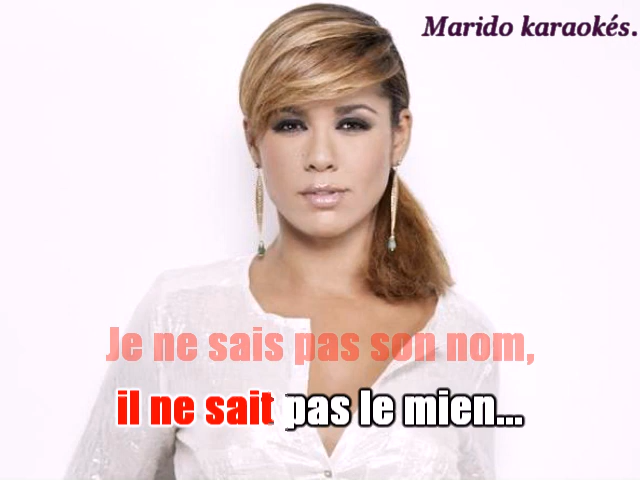 Marido karaokés.
Je ne sais pas son nom,
il ne sait pas le mien...